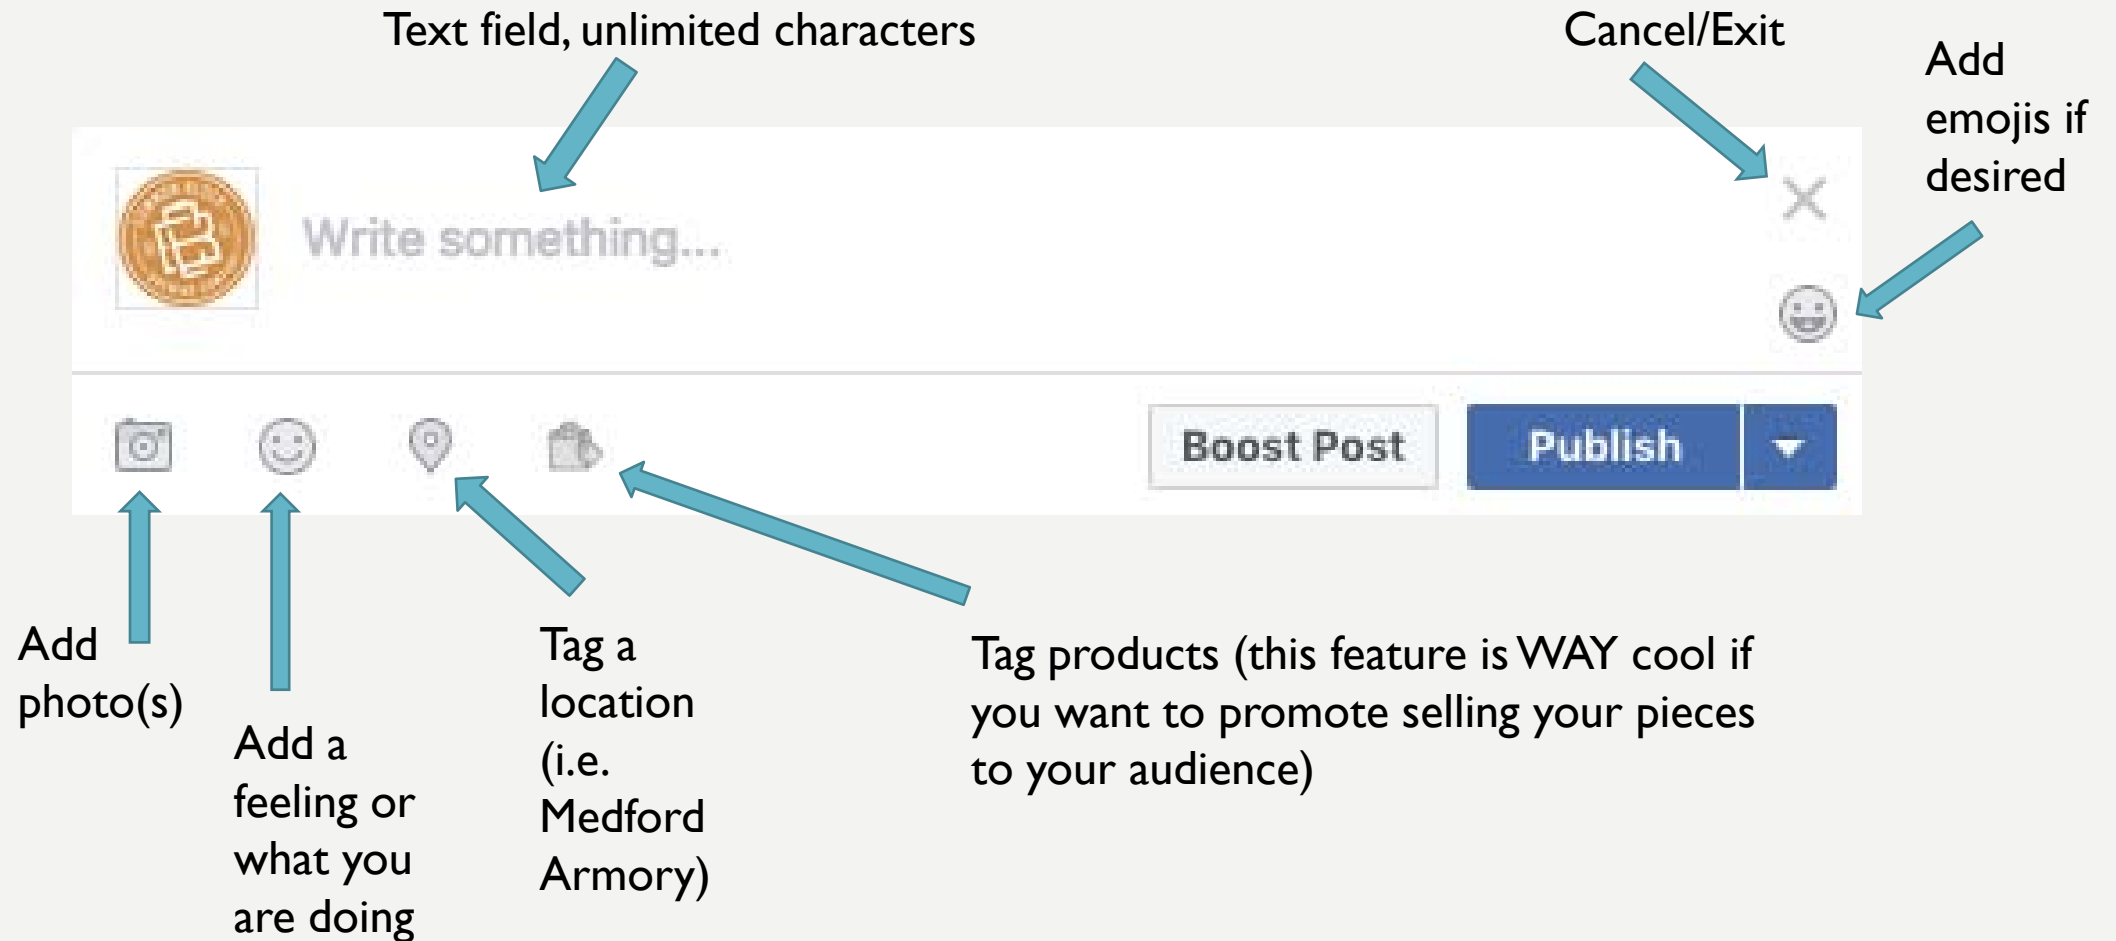 Text field, unlimited characters
Cancel/Exit
Add
emojis if
desired
Write something...
Boost Post
Publish
Add
photo(s)
Add a
feeling or
what you
are doing
Tag a
location
(i.e.
Medford
Armory)
Tag products (this feature is WAY cool if
you want to promote selling your pieces
to your audience)